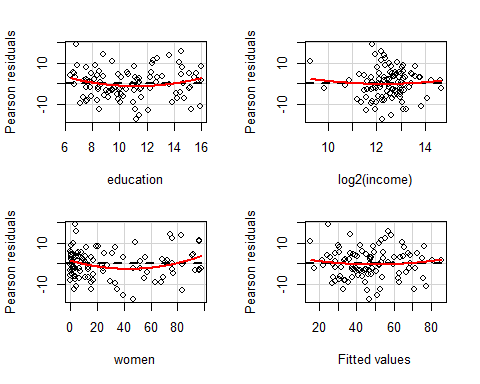 Pearson residuals
10
-10
6 8 10 12 14 16
education
Pearson residuals
10
-10
10 12 14
log2(income)
Pearson residuals
10
-10
0 20 40 60 80
women
Pearson residuals
10
-10
20 40 60 80
Fitted values